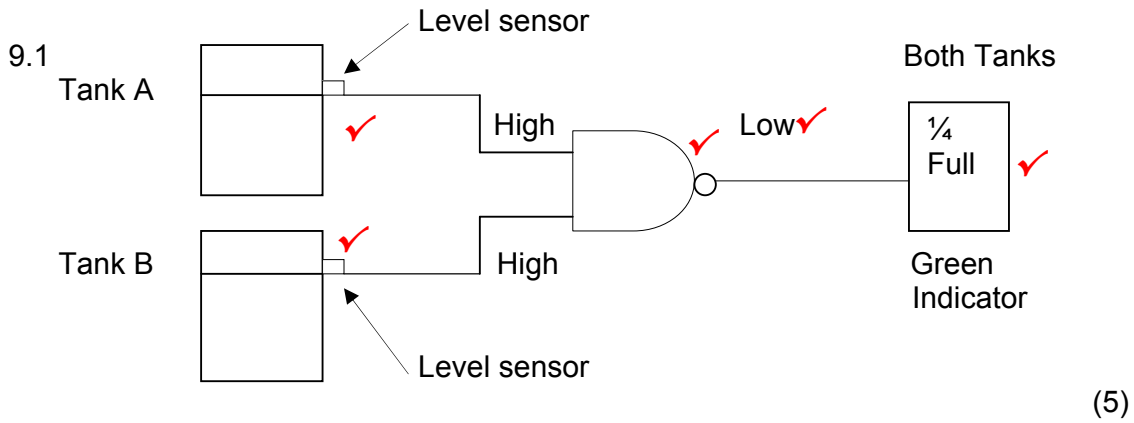 Level sensor
9.1
Both Tanks
Tank A
High
Low
¼
Full
Tank B
High
Green
Indicator
Level sensor
(5)